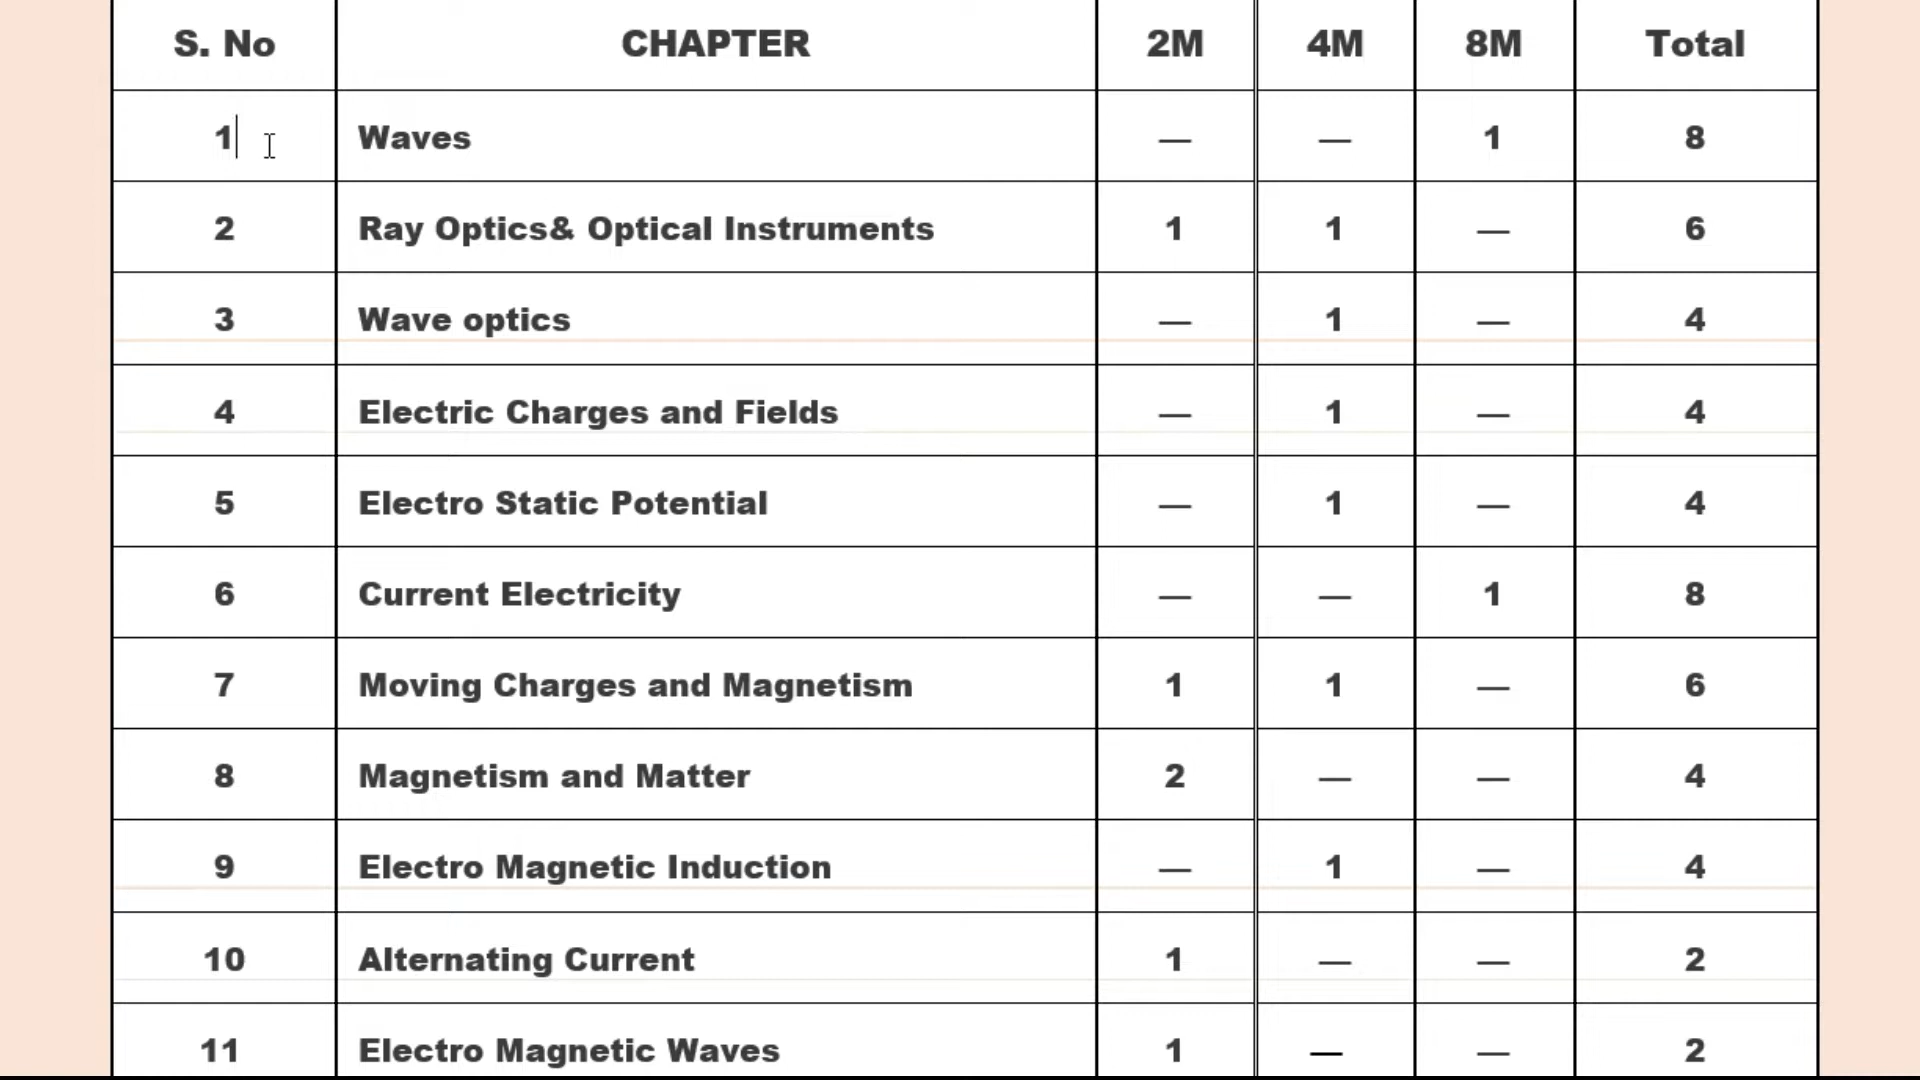 S. No CHAPTER 2M 4M 8M Total
1 Waves — — 1 8
2 Ray Optics& Optical Instruments 1 1 — 6
3 Wave optics — 1 — 4
4 Electric Charges and Fields — 1 — 4
5 Electro Static Potential — 1 — 4
6 Current Electricity — — 1 8
7 Moving Charges and Magnetism 1 1 — 6
8 Magnetism and Matter 2 — — 4
9 Electro Magnetic Induction — 1 — 4
10 Alternating Current 1 — — 2
11 Electro Magnetic Waves 1 — — 2